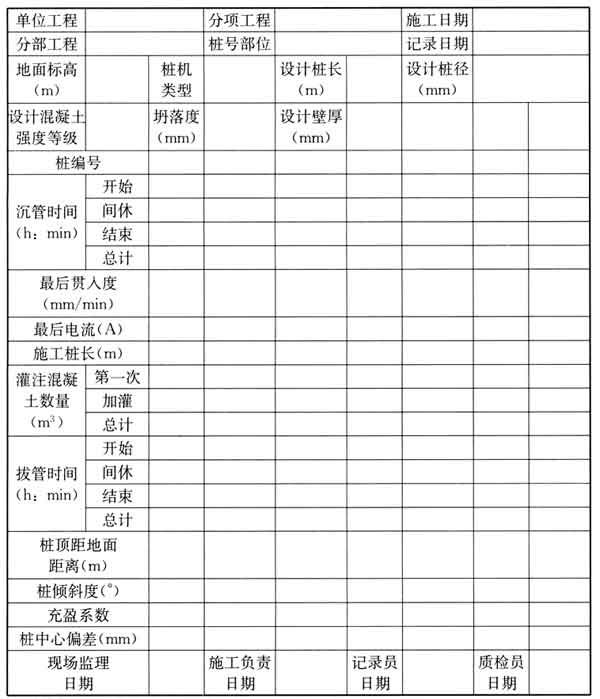 单位工程 分项工程 施工日期
分部工程 桩号部位 记录日期
地面标高 桩机 设计桩长 设计桩径
(m) 类型 (m) (mm)
设计混凝土 坍落度 设计壁厚
强度等级 (mm) (mm)
桩编号
开始
沉管时间 间休
(h：min) 结束
总计
最后贯入度
(mm/min)
最后电流(A)
施工桩长(m)
灌注混凝 第一次
土数量 加灌
(m³) 总计
开始
拔管时间 间休
(h：min) 结束
总计
桩顶距地面
距离(m)
桩倾斜度(°)
充盈系数
桩中心偏差(mm)
现场监理 施工负责 记录员 质检员
日期 日期 日期 日期